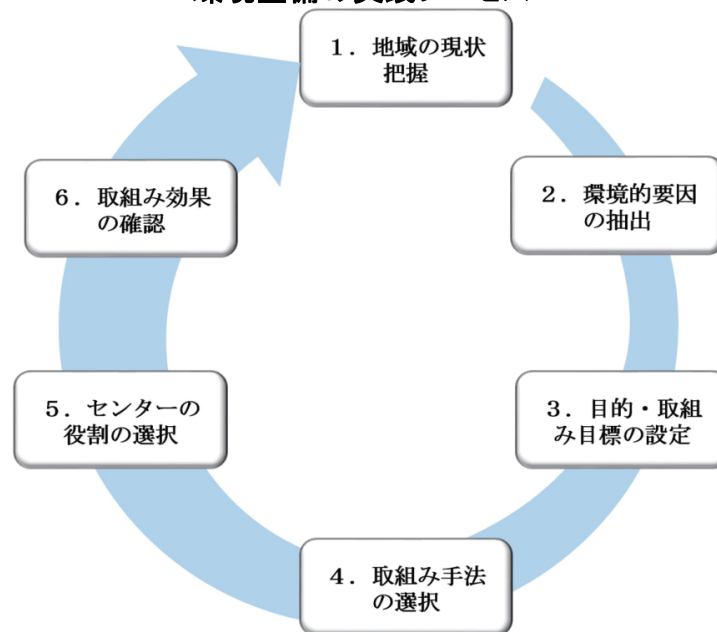 1．地域の現状
把握
2．環境的要因
の抽出
3．目的・取組
み目標の設定
4．取組み手法
の選択
5．センターの
役割の選択
6．取組み効果
の確認